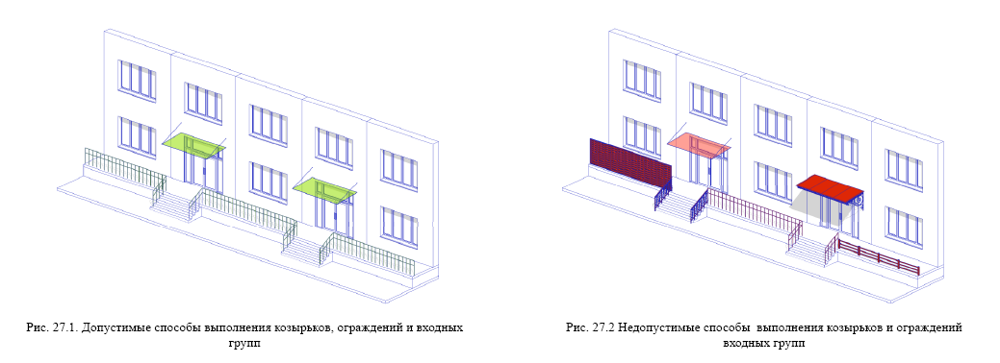 Рис. 27.1. Допустимые способы выполнения козырьков, ограждений и входных
групп
Рис. 27.2 Недопустимые способы выполнения козырьков и ограждений
входных групп